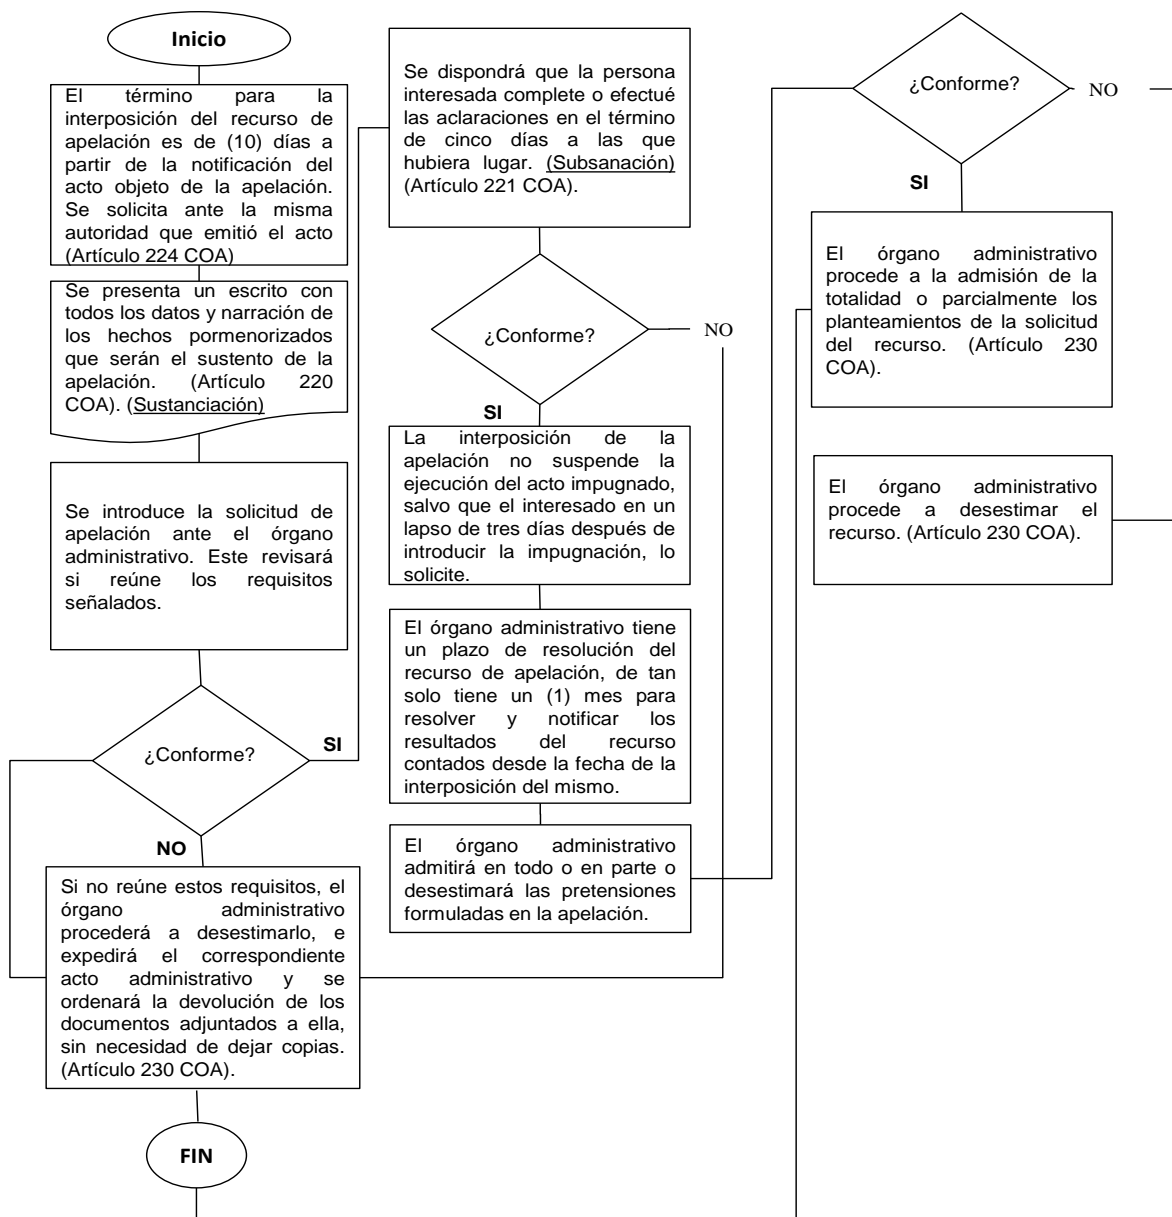 Inicio
El término para la
interposición del recurso de
apelación es de (10) días a
partir de la notificación del
acto objeto de la apelación.
Se solicita ante la misma
autoridad que emitió el acto
(Artículo 224 COA)
Se presenta un escrito con
todos los datos y narración de
los hechos pormenorizados
que serán el sustento de la
apelación. (Artículo 220
COA). (Sustanciación)
Se introduce la solicitud de
apelación ante el órgano
administrativo. Este revisará
si reúne los requisitos
señalados.
¿Conforme?
SI
NO
Si no reúne estos requisitos, el
órgano administrativo
procederá a desestimarlo, e
expedirá el correspondiente
acto administrativo y se
ordenará la devolución de los
documentos adjuntados a ella,
sin necesidad de dejar copias.
(Artículo 230 COA).
FIN
Se dispondrá que la persona
interesada complete o efectué
las aclaraciones en el término
de cinco días a las que
hubiera lugar. (Subsanación)
(Artículo 221 COA).
¿Conforme?
NO
SI
La interposición de la
apelación no suspende la
ejecución del acto impugnado,
salvo que el interesado en un
lapso de tres días después de
introducir la impugnación, lo
solicite.
El órgano administrativo tiene
un plazo de resolución del
recurso de apelación, de tan
solo tiene un (1) mes para
resolver y notificar los
resultados del recurso
contados desde la fecha de la
interposición del mismo.
El órgano administrativo
admitirá en todo o en parte o
desestimará las pretensiones
formuladas en la apelación.
¿Conforme?
NO
SI
El órgano administrativo
procede a la admisión de la
totalidad o parcialmente los
planteamientos de la solicitud
del recurso. (Artículo 230
COA).
El órgano administrativo
procede a desestimar el
recurso. (Artículo 230 COA).